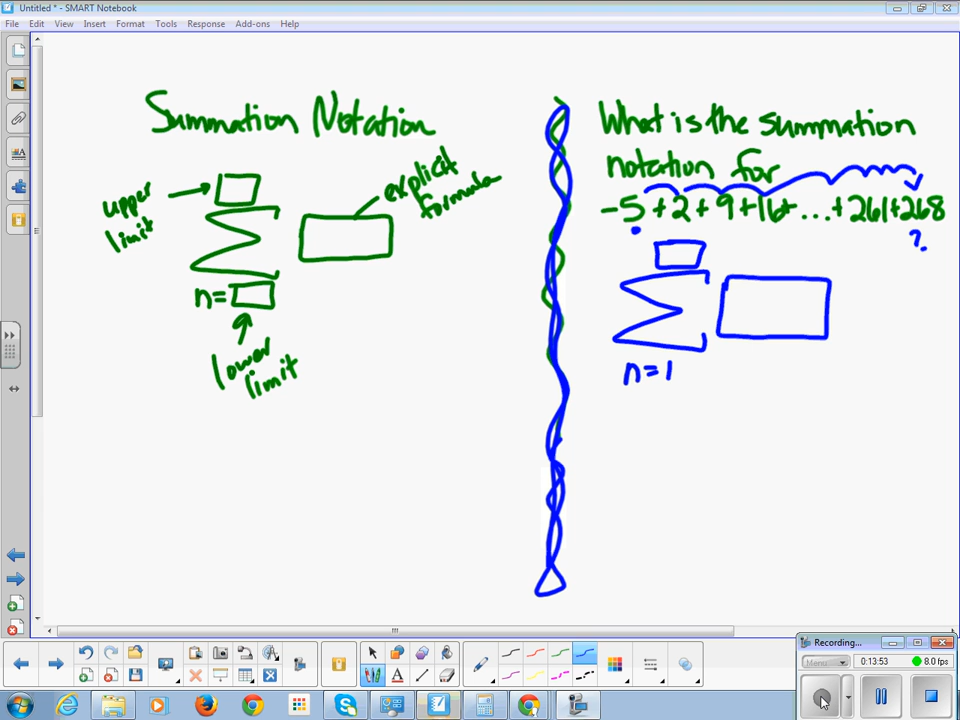 Untitled * - SMART Notebook
File Edit View Insert Format Tools Response Add-ons Help
Summation Notation
upper
limit
explicit
formula
n=
lower
limit
What is the summation
notation for
-5+2+9+16+...+261+268
?
n=1
Recording...
Menu
0:13:53
8.0 fps